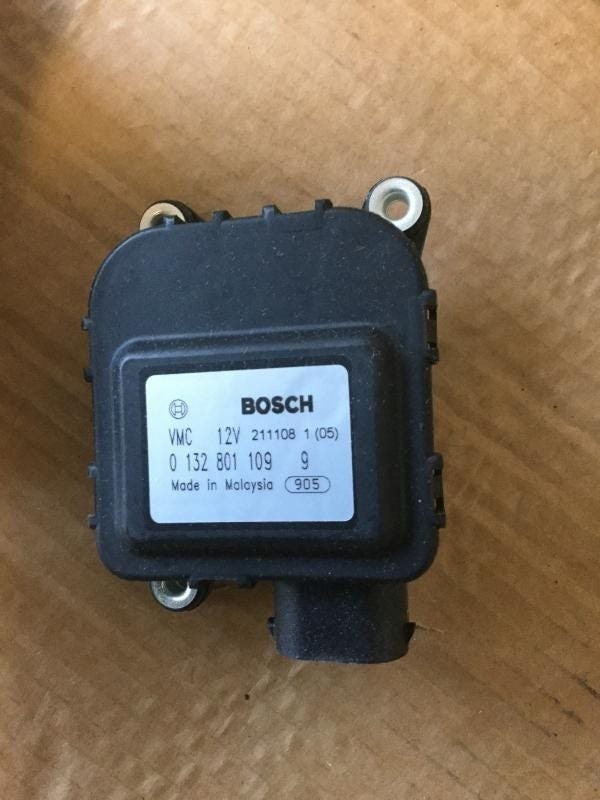 BOSCH
VMC 12V 211108 1 (05)
0 132 801 109 9
Made in Malaysia 905